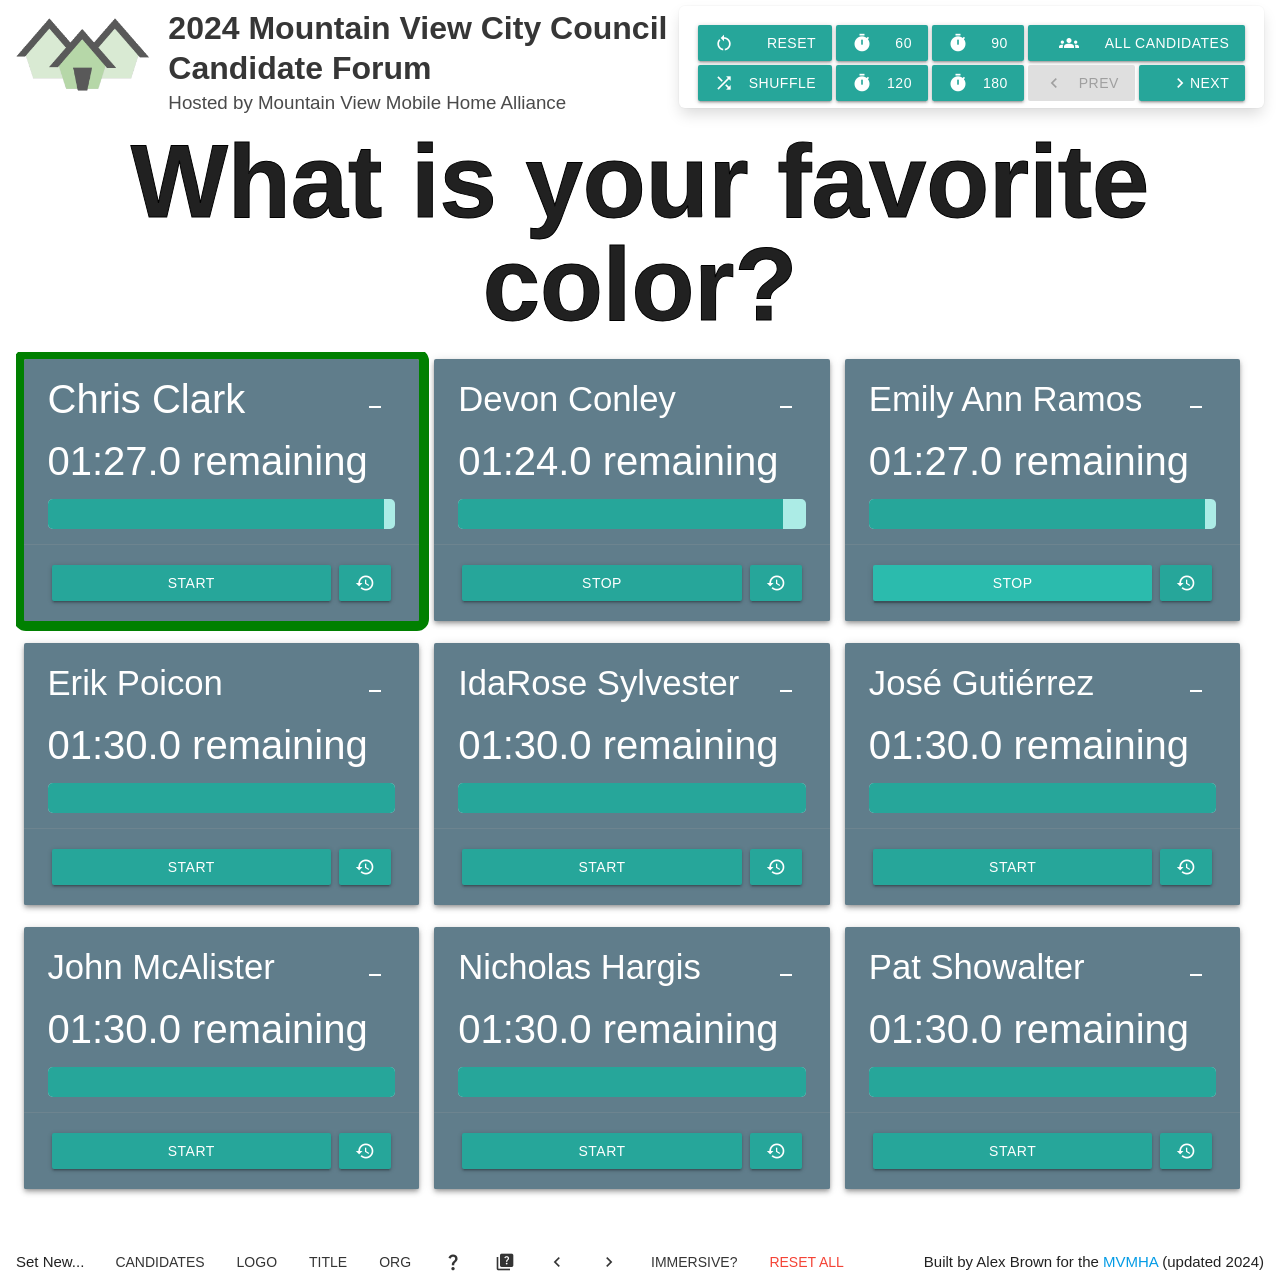 2024 Mountain View City Council
Candidate Forum
Hosted by Mountain View Mobile Home Alliance
RESET 60 90 ALL CANDIDATES
SHUFFLE 120 180 PREV NEXT
What is your favorite
color?
Chris Clark
01:27.0 remaining
START
Devon Conley
01:24.0 remaining
STOP
Emily Ann Ramos
01:27.0 remaining
STOP
Erik Poicon
01:30.0 remaining
START
IdaRose Sylvester
01:30.0 remaining
START
José Gutiérrez
01:30.0 remaining
START
John McAlister
01:30.0 remaining
START
Nicholas Hargis
01:30.0 remaining
START
Pat Showalter
01:30.0 remaining
START
Set New... CANDIDATES LOGO TITLE ORG IMMERSIVE? RESET ALL Built by Alex Brown for the MVMHA (updated 2024)